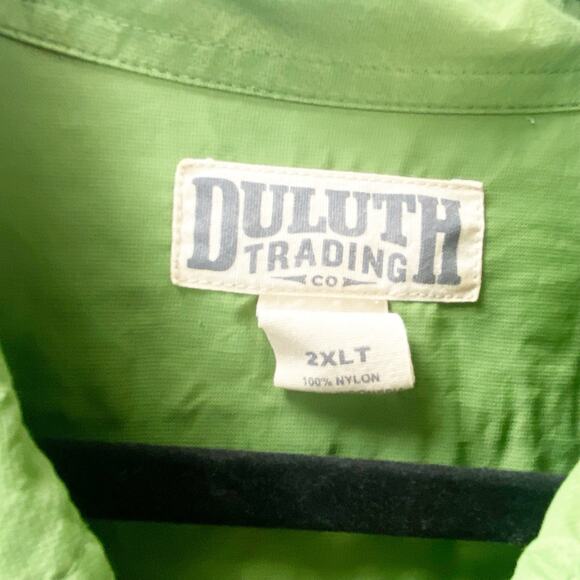 DULUTH
TRADING
CO
2XLT
100% NYLON